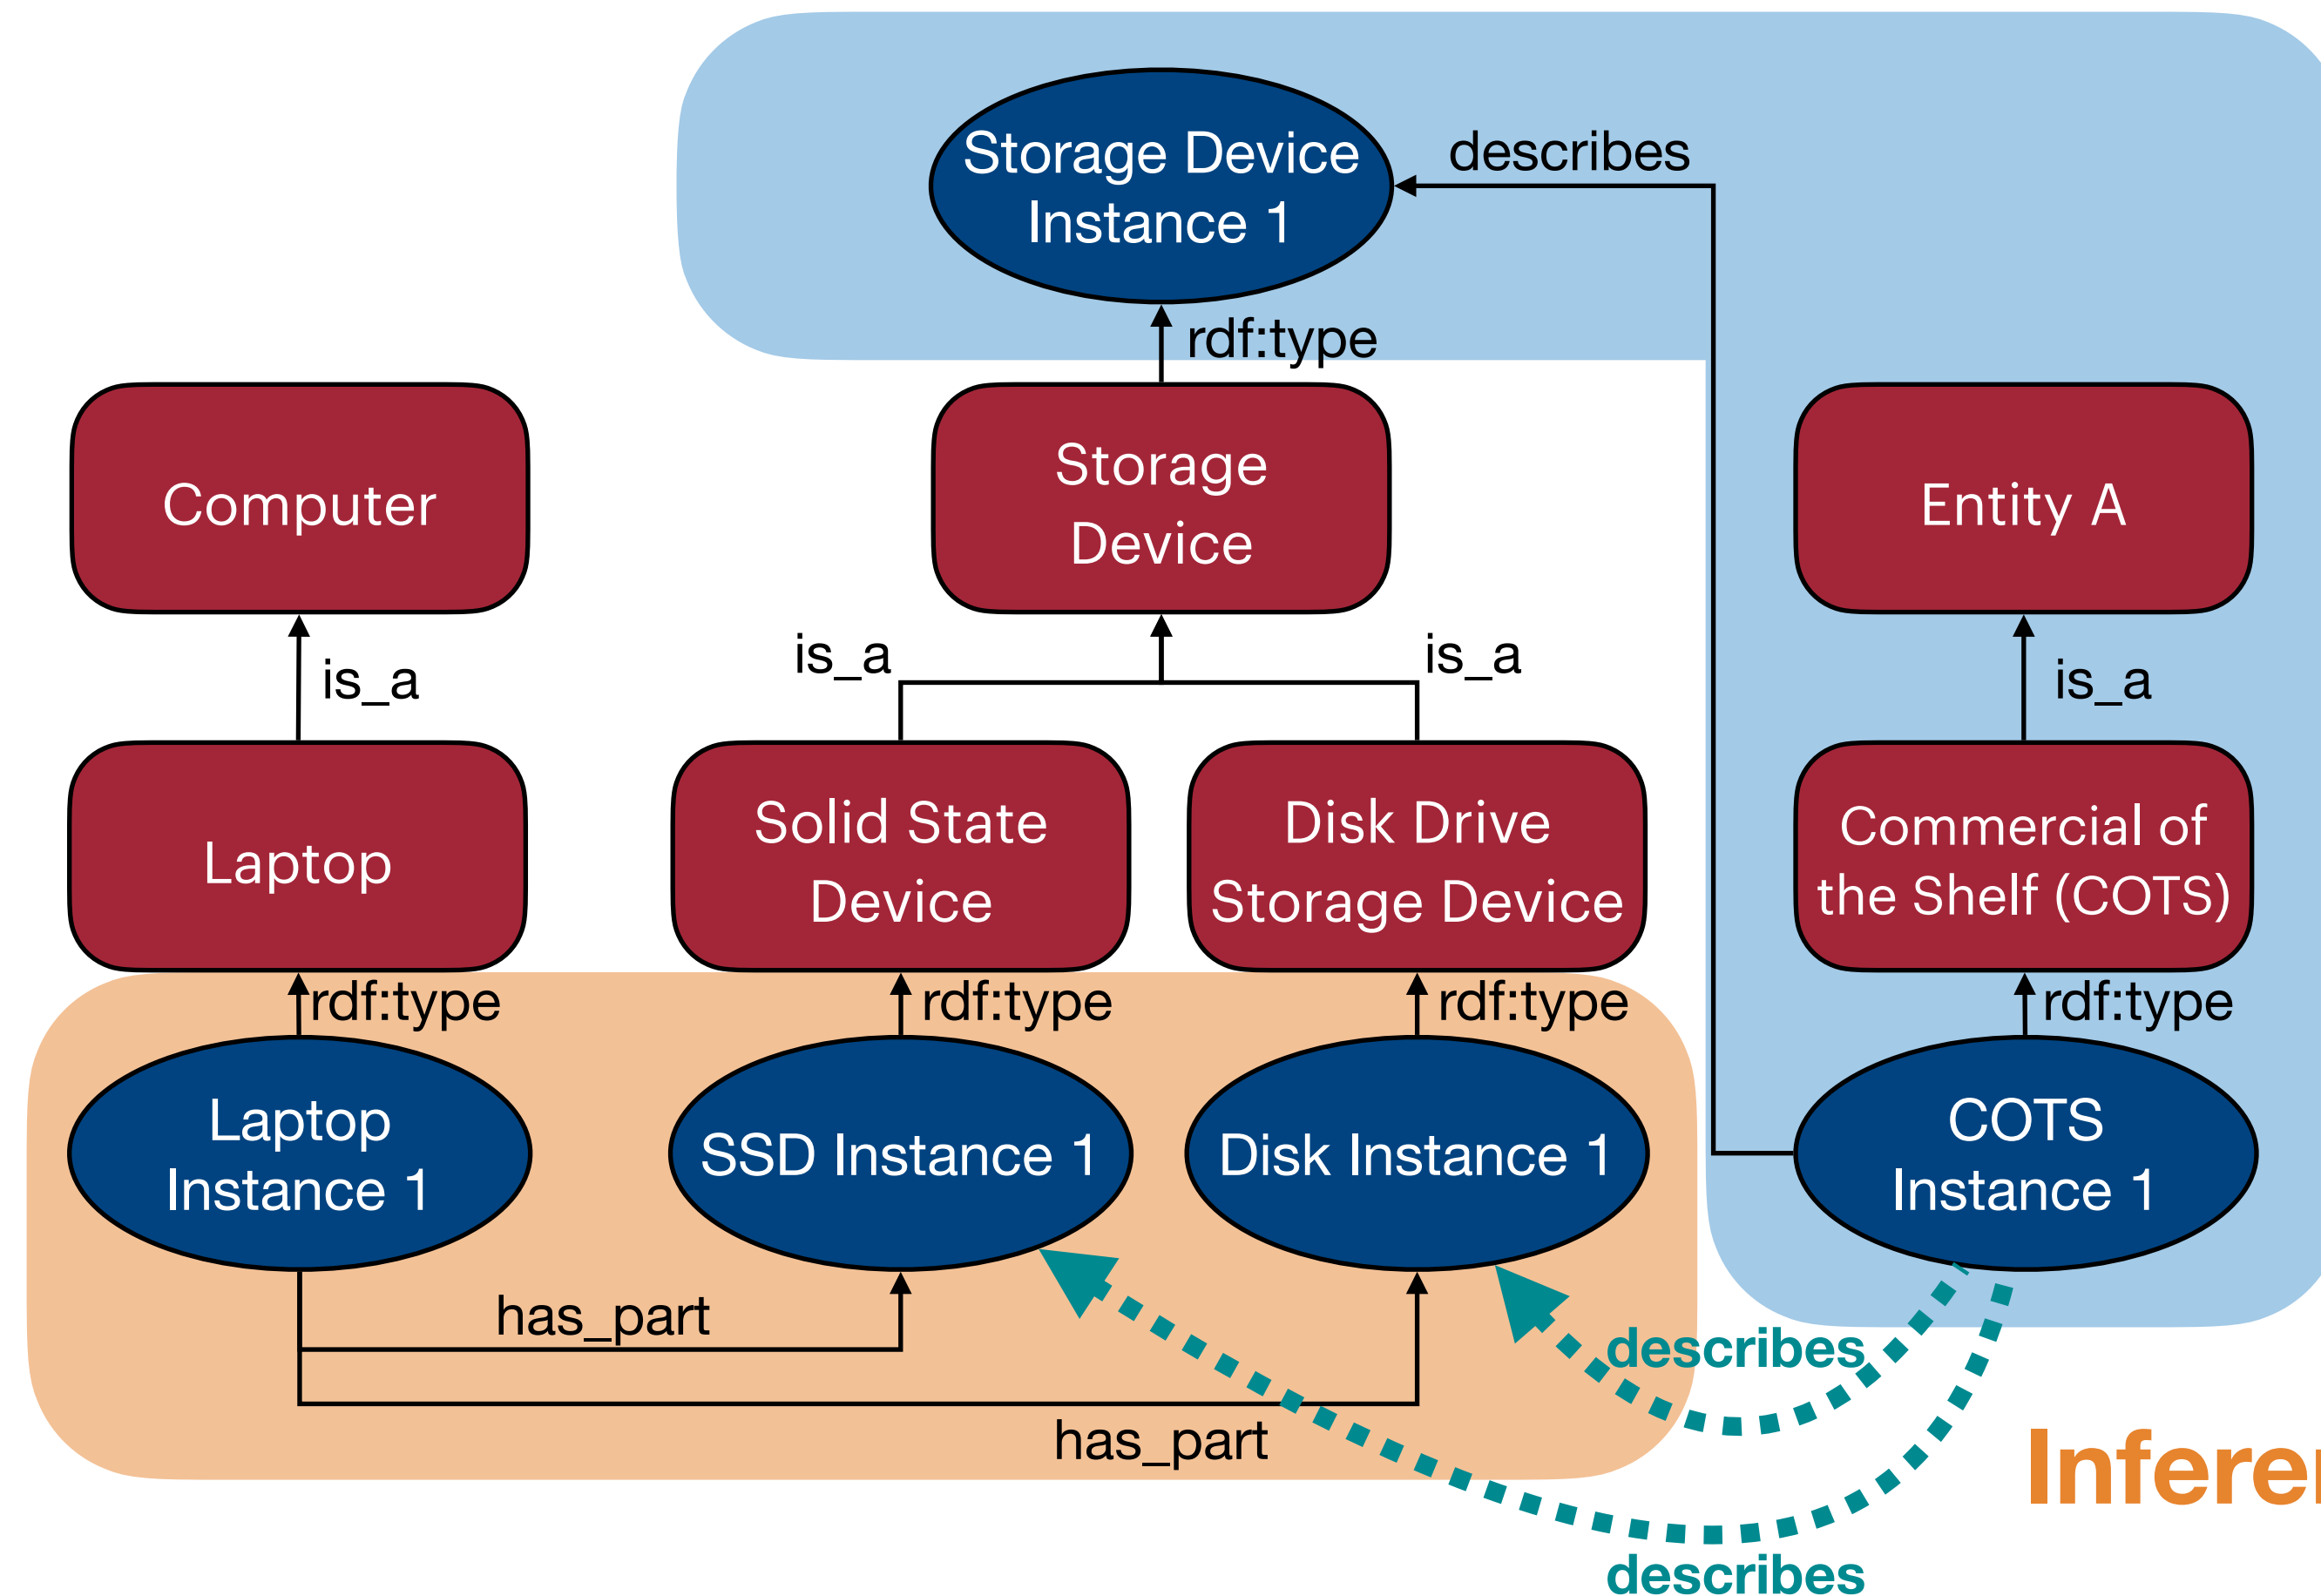 Storage Device
Instance 1
describes
rdf:type
Computer
Storage
Device
Entity A
is_a
is_a
is_a
is_a
Laptop
Solid State
Device
Disk Drive
Storage Device
Commercial of
the Shelf (COTS)
rdf:type
rdf:type
rdf:type
rdf:type
Laptop
Instance 1
SSD Instance 1
Disk Instance 1
COTS
Instance 1
has_part
describes
has_part
describes